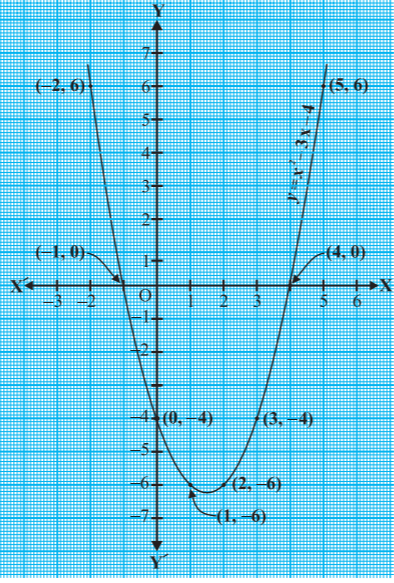 Y
7
(–2, 6) 6 (5, 6)
5
4
3
2
y = x² – 3x – 4
(–1, 0) 1 (4, 0)
X′ –3 –2 O 1 2 3 5 6 X
–1
–2
–4 (0, –4) (3, –4)
–5
–6 (2, –6)
–7 (1, –6)
Y′